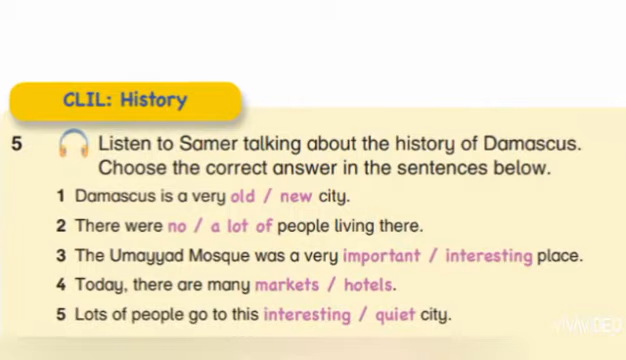 CLIL: History
5 Listen to Samer talking about the history of Damascus.
Choose the correct answer in the sentences below.
1 Damascus is a very old / new city.
2 There were no / a lot of people living there.
3 The Umayyad Mosque was a very important / interesting place.
4 Today, there are many markets / hotels.
5 Lots of people go to this interesting / quiet city.
VIVAVIDEO